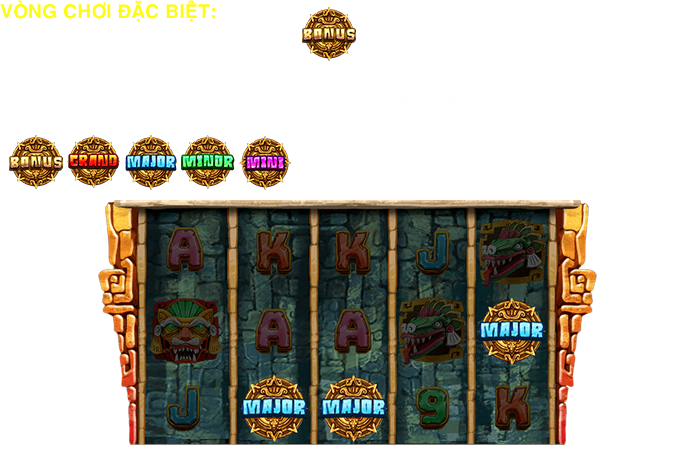 VÒNG CHƠI ĐẶC BIỆT:
BONUS
BONUS GRAND MAJOR MINOR MINI
A K K J
MAJOR
A A
J MAJOR MAJOR 9 K